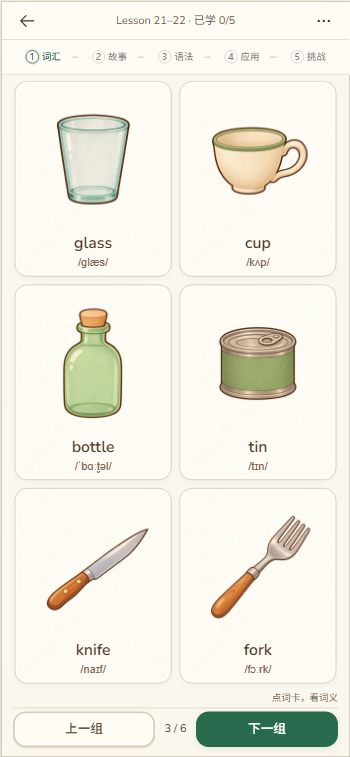 Lesson 21–22 · 已学 0/5
1 词汇 – 2 故事 – 3 语法 – 4 应用 – 5 挑战
glass cup
/ɡlæs/ /kʌp/
bottle tin
/ˈbɑːt̬əl/ /tɪn/
knife fork
/naɪf/ /fɔːrk/
点词卡，看词义
上一组 3 / 6 下一组